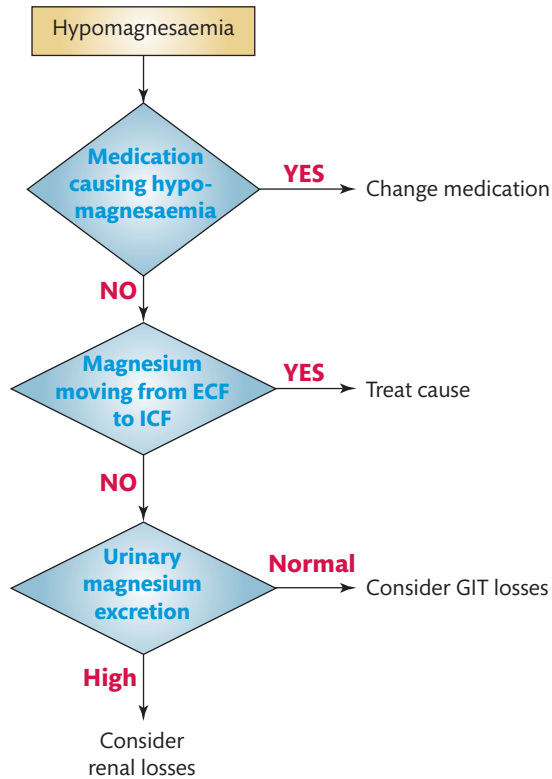 Hypomagnesaemia
Medication
causing hypo-
magnesaemia
YES
Change medication
NO
Magnesium
moving from ECF
to ICF
YES
Treat cause
NO
Urinary
magnesium
excretion
Normal
Consider GIT losses
High
Consider
renal losses